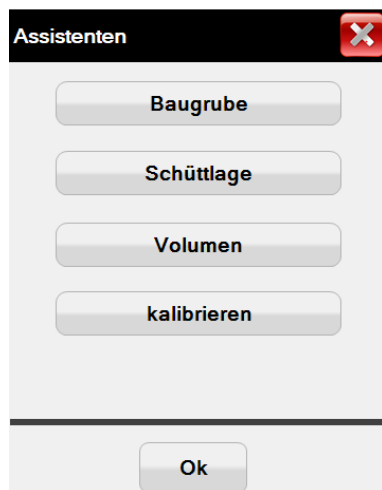 Assistenten
Baugrube
Schüttlage
Volumen
kalibrieren
Ok